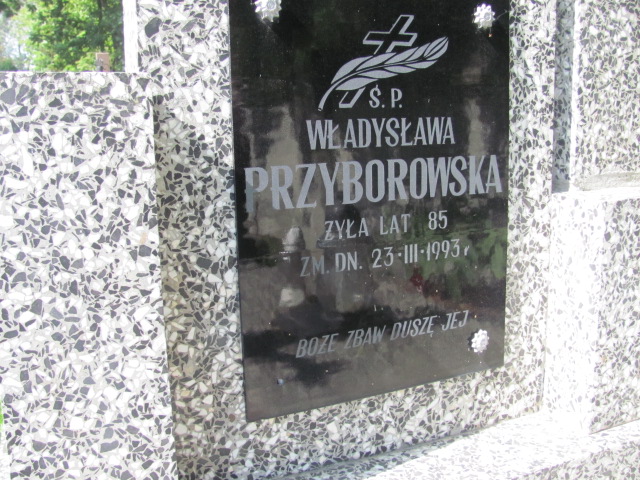 Ś.P.
WŁADYSŁAWA
PRZYBOROWSKA
ŻYŁA LAT 85
ZM. DN. 23-III-1993 r
BOŻE ZBAW DUSZĘ JEJ